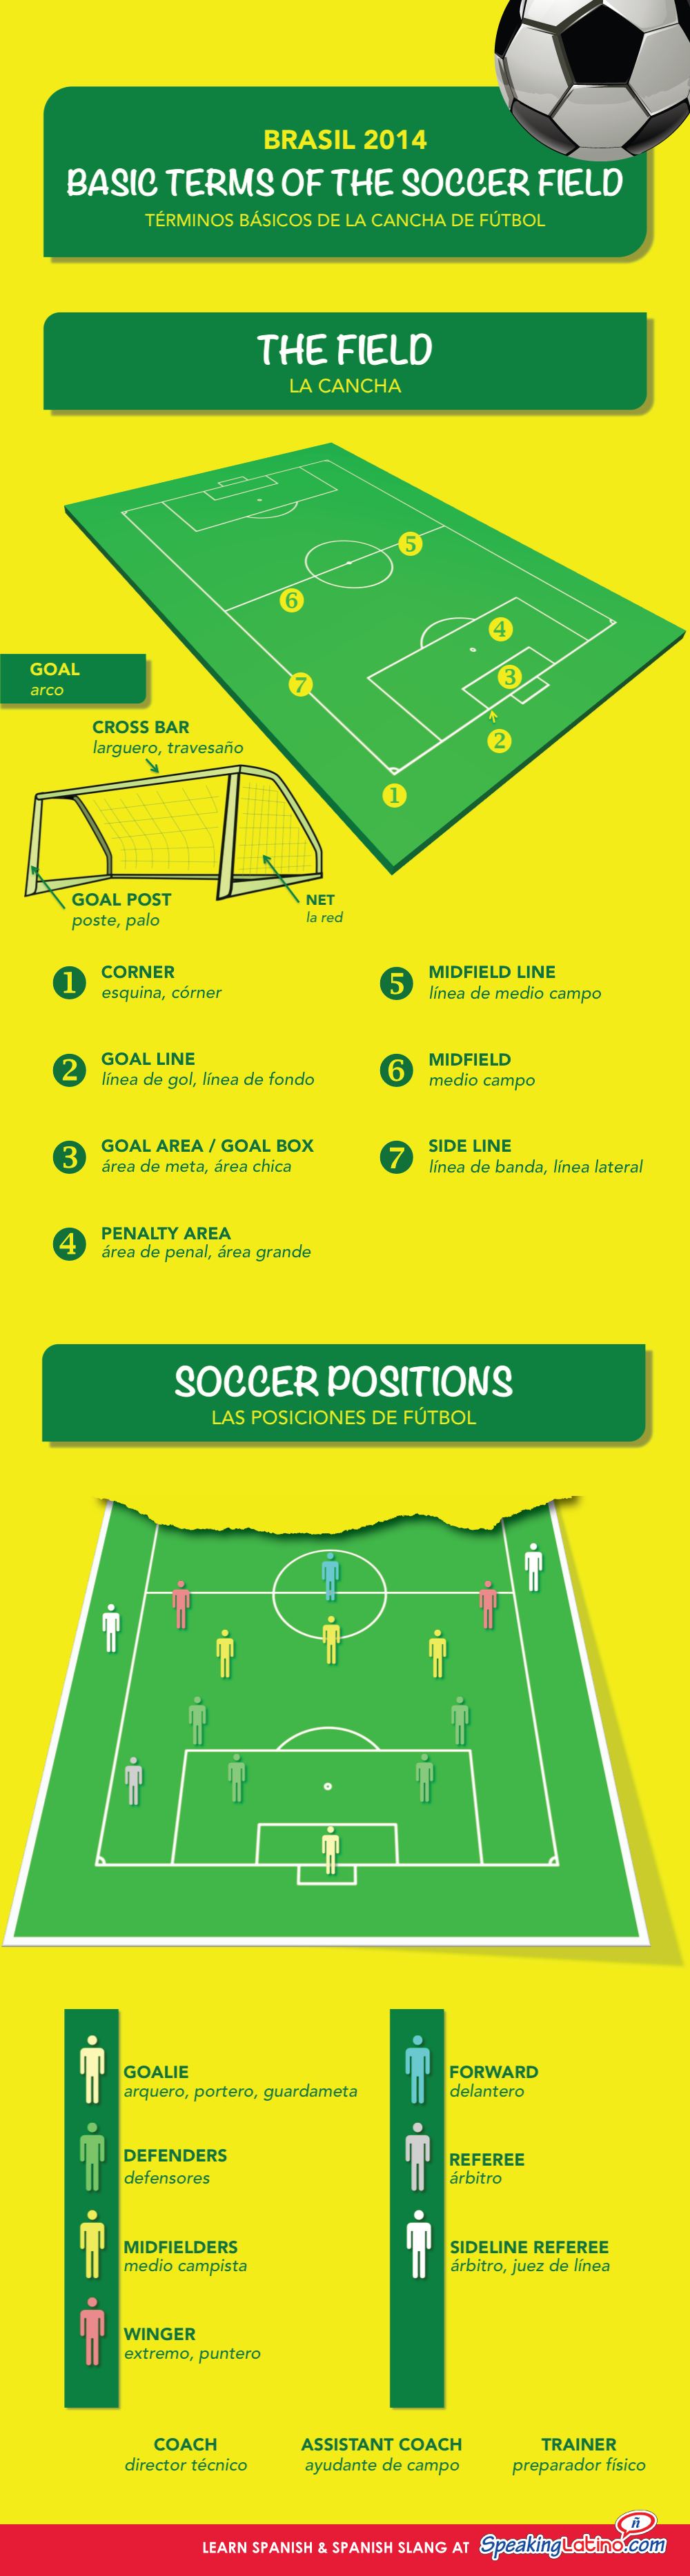 BRASIL 2014
BASIC TERMS OF THE SOCCER FIELD
TÉRMINOS BÁSICOS DE LA CANCHA DE FÚTBOL
THE FIELD
LA CANCHA
5
6
4
GOAL
arco
3
7
CROSS BAR
larguero, travesaño
2
1
GOAL POST
poste, palo
NET
la red
1 CORNER
esquina, córner
2 GOAL LINE
línea de gol, línea de fondo
3 GOAL AREA / GOAL BOX
área de meta, área chica
4 PENALTY AREA
área de penal, área grande
5 MIDFIELD LINE
línea de medio campo
6 MIDFIELD
medio campo
7 SIDE LINE
línea de banda, línea lateral
SOCCER POSITIONS
LAS POSICIONES DE FÚTBOL
GOALIE
arquero, portero, guardameta
DEFENDERS
defensores
MIDFIELDERS
medio campista
WINGER
extremo, puntero
FORWARD
delantero
REFEREE
árbitro
SIDELINE REFEREE
árbitro, juez de línea
COACH
director técnico
ASSISTANT COACH
ayudante de campo
TRAINER
preparador físico
ñ
LEARN SPANISH & SPANISH SLANG AT SpeakingLatino.com